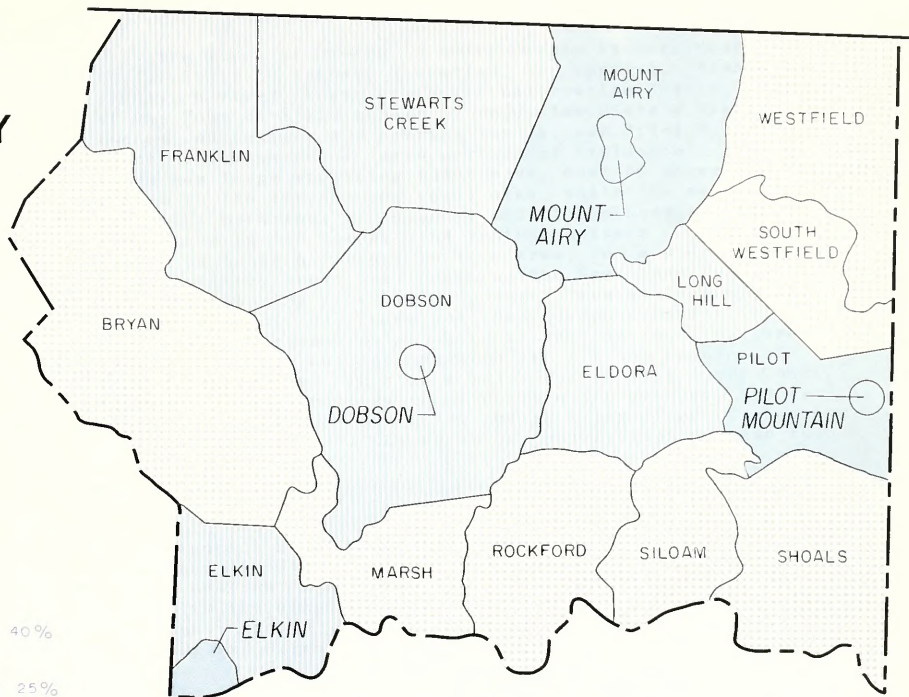 Y
MOUNT
AIRY
STEWARTS
CREEK
WESTFIELD
FRANKLIN
MOUNT
AIRY
SOUTH
WESTFIELD
LONG
HILL
DOBSON
BRYAN
PILOT
ELDORA
DOBSON
PILOT
MOUNTAIN
ROCKFORD
SILOAM
SHOALS
ELKIN
MARSH
ELKIN
40%
25%